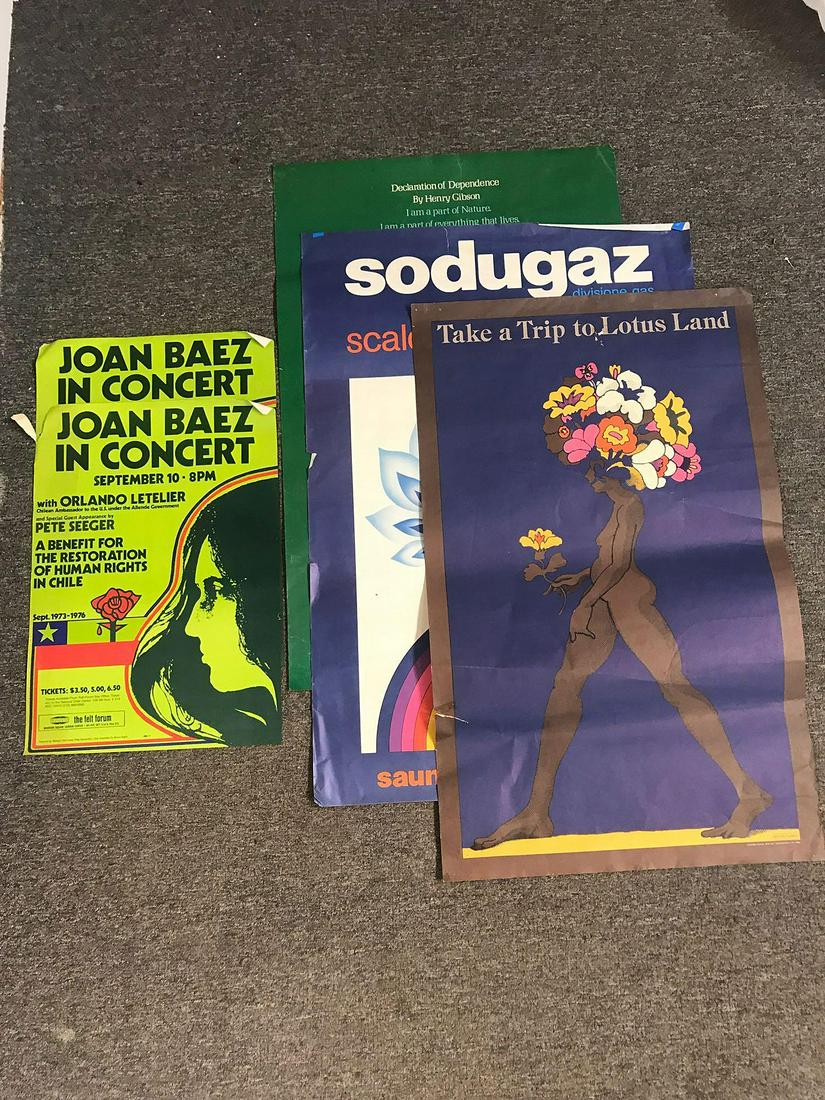 JOAN BAEZ
IN CONCERT
JOAN BAEZ
IN CONCERT
SEPTEMBER 10 · 8PM
with ORLANDO LETELIER
Chilean Ambassador to the U.S. under the Allende Government
and Special Guest Appearance by
PETE SEEGER
A BENEFIT FOR
THE RESTORATION
OF HUMAN RIGHTS
IN CHILE
Sept. 1973-1976
TICKETS: $3.50, 5.00, 6.50
the felt forum
Declaration of Dependence
By Henry Gibson
I am a part of Nature.
I am a part of everything that lives.
sodugaz
divisione gas
scal
saun
Take a Trip to Lotus Land